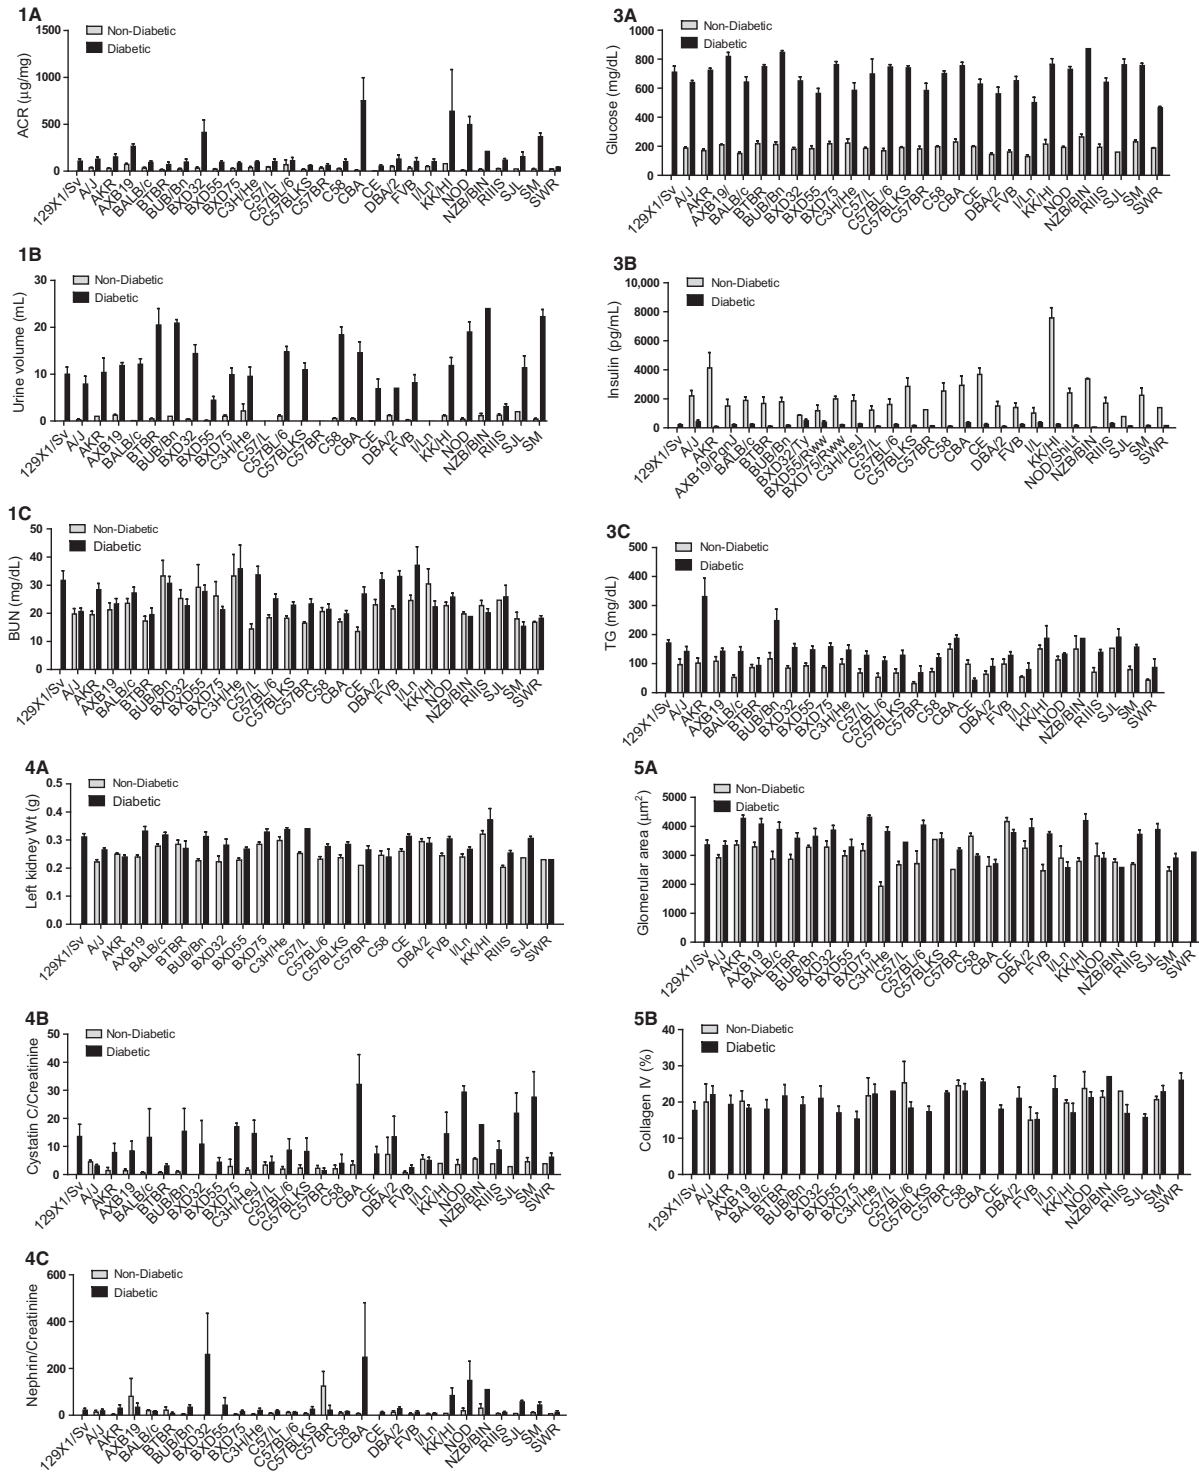 1A
1500
1000
500
0
ACR (µg/mg)
Non-Diabetic
Diabetic
129X1/Sv
A/J
AKR
AXB19
BALB/c
BTBR
BUB/Bn
BXD32
BXD55
BXD75
C3H/He
C57/L
C57BL/6
C57BLKS
C57BR
C58
CBA
CE
DBA/2
FVB
I/Ln
KK/HI
NOD
NZB/BIN
RIIIS
SJL
SM
SWR
3A
1000
800
600
400
200
0
Glucose (mg/dL)
Non-Diabetic
Diabetic
129X1/Sv
A/J
AKR
AXB19/
BALB/c
BTBR
BUB/Bn
BXD32
BXD55
BXD75
C3H/He
C57/L
C57BL/6
C57BLKS
C57BR
C58
CBA
CE
DBA/2
FVB
I/Ln
KK/HI
NOD
NZB/BIN
RIIIS
SJL
SM
SWR
1B
30
20
10
0
Urine volume (mL)
Non-Diabetic
Diabetic
129X1/Sv
A/J
AKR
AXB19
BALB/c
BTBR
BUB/Bn
BXD32
BXD55
BXD75
C3H/He
C57/L
C57BL/6
C57BLKS
C57BR
C58
CBA
CE
DBA/2
FVB
I/Ln
KK/HI
NOD
NZB/BIN
RIIIS
SJL
SM
3B
10,000
8000
6000
4000
2000
0
Insulin (pg/mL)
Non-Diabetic
Diabetic
129X1/Sv
A/J
AKR
AXB19/PgnJ
BALB/c
BTBR
BUB/Bn
BXD32/Ty
BXD55/Rww
BXD75/Rww
C3H/HeJ
C57/L
C57BL/6
C57BLKS
C57BR
C58
CBA
CE
DBA/2
FVB
I/L
KK/HI
NOD/ShiLt
NZB/BIN
RIIIS
SJL
SM
SWR
1C
50
40
30
20
10
0
BUN (mg/dL)
Non-Diabetic
Diabetic
129X1/Sv
A/J
AKR
AXB19
BALB/c
BTBR
BUB/Bn
BXD32
BXD55
BXD75
C3H/He
C57/L
C57BL/6
C57BLKS
C57BR
C58
CBA
CE
DBA/2
FVB
I/Ln
KK/HI
NOD
NZB/BIN
RIIIS
SJL
SM
SWR
3C
500
400
300
200
100
0
TG (mg/dL)
Non-Diabetic
Diabetic
129X1/Sv
A/J
AKR
AXB19
BALB/c
BTBR
BUB/Bn
BXD32
BXD55
BXD75
C3H/He
C57/L
C57BL/6
C57BLKS
C57BR
C58
CBA
CE
DBA/2
FVB
I/Ln
KK/HI
NOD
NZB/BIN
RIIIS
SJL
SM
SWR
4A
0.5
0.4
0.3
0.2
0.1
0.0
Left kidney Wt (g)
Non-Diabetic
Diabetic
129X1/Sv
A/J
AKR
AXB19
BALB/c
BTBR
BUB/Bn
BXD32
BXD55
BXD75
C3H/He
C57/L
C57BL/6
C57BLKS
C57BR
C58
CE
DBA/2
FVB
I/Ln
KK/HI
RIIIS
SJL
SWR
5A
5000
4000
3000
2000
1000
0
Glomerular area (µm²)
Non-Diabetic
Diabetic
129X1/Sv
A/J
AKR
AXB19
BALB/c
BTBR
BUB/Bn
BXD32
BXD55
BXD75
C3H/He
C57/L
C57BL/6
C57BLKS
C57BR
C58
CBA
CE
DBA/2
FVB
I/Ln
KK/HI
NOD
NZB/BIN
RIIIS
SJL
SM
SWR
4B
50
40
30
20
10
0
Cystatin C/Creatinine
Non-Diabetic
Diabetic
129X1/Sv
A/J
AKR
AXB19
BALB/c
BTBR
BUB/Bn
BXD32
BXD55
BXD75
C3H/HeJ
C57/L
C57BL/6
C57BLKS
C57BR
C58
CBA
CE
DBA/2
FVB
I/Ln
KK/HI
NOD
NZB/BIN
RIIIS
SJL
SM
SWR
5B
40
30
20
10
0
Collagen IV (%)
Non-Diabetic
Diabetic
129X1/Sv
A/J
AKR
AXB19
BALB/c
BTBR
BUB/Bn
BXD32
BXD55
BXD75
C3H/He
C57/L
C57BL/6
C57BLKS
C57BR
C58
CBA
CE
DBA/2
FVB
I/Ln
KK/HI
NOD
NZB/BIN
RIIIS
SJL
SM
SWR
4C
600
400
200
0
Nephrin/Creatinine
Non-Diabetic
Diabetic
129X1/Sv
A/J
AKR
AXB19
BALB/c
BTBR
BUB/Bn
BXD32
BXD55
BXD75
C3H/He
C57/L
C57BL/6
C57BLKS
C57BR
C58
CBA
CE
DBA/2
FVB
I/Ln
KK/HI
NOD
NZB/BIN
RIIIS
SJL
SM
SWR